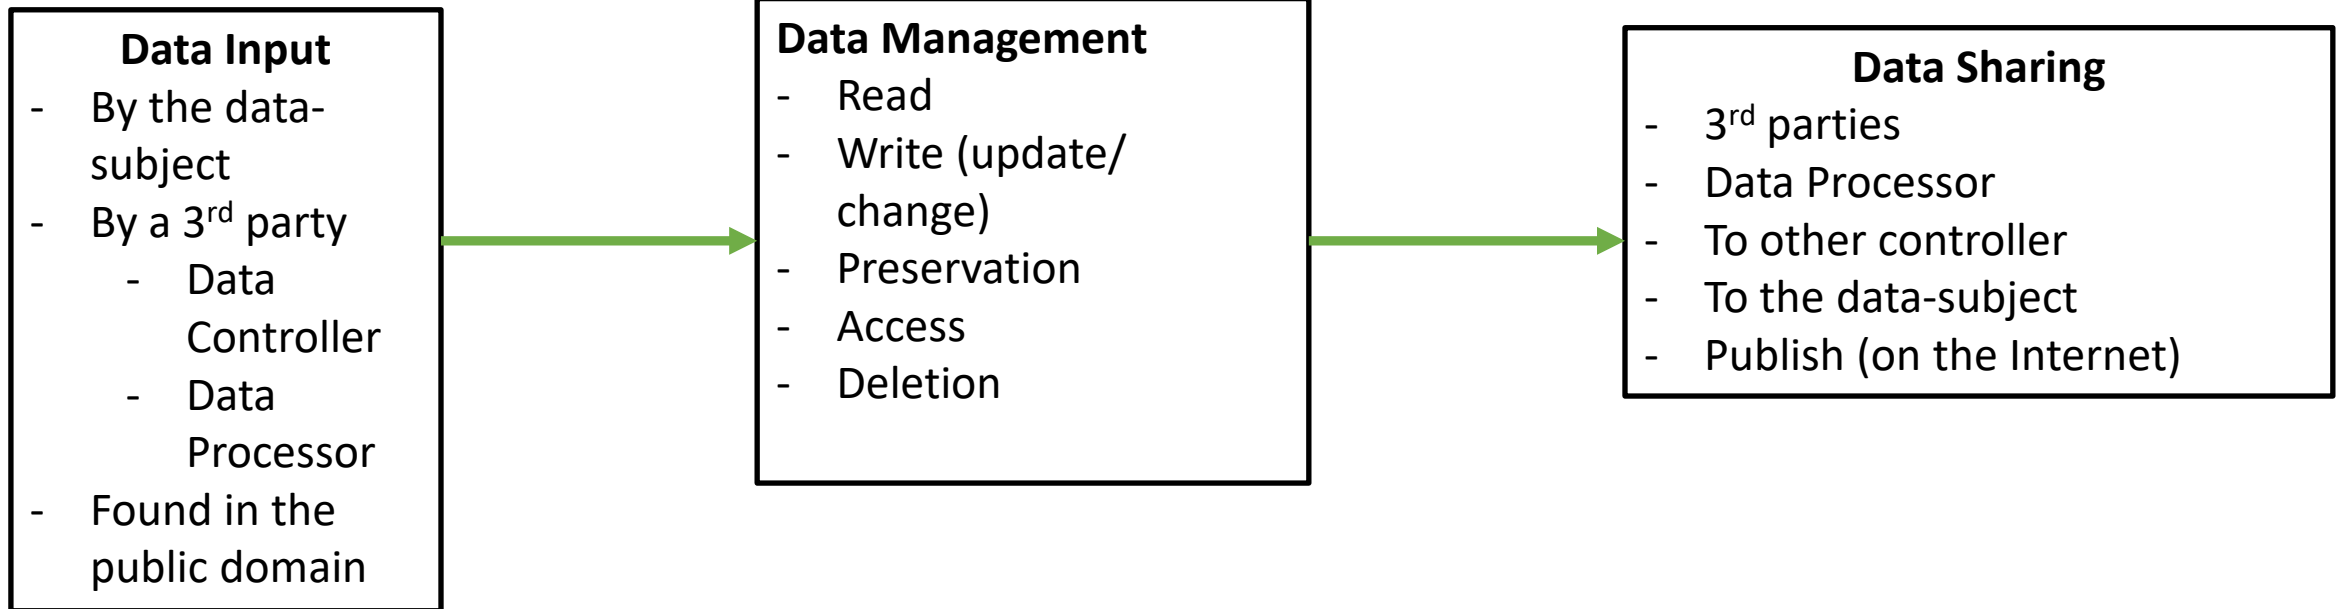 Data Input
- By the data-
subject
- By a 3rd party
- Data
Controller
- Data
Processor
- Found in the
public domain
Data Management
- Read
- Write (update/
change)
- Preservation
- Access
- Deletion
Data Sharing
- 3rd parties
- Data Processor
- To other controller
- To the data-subject
- Publish (on the Internet)